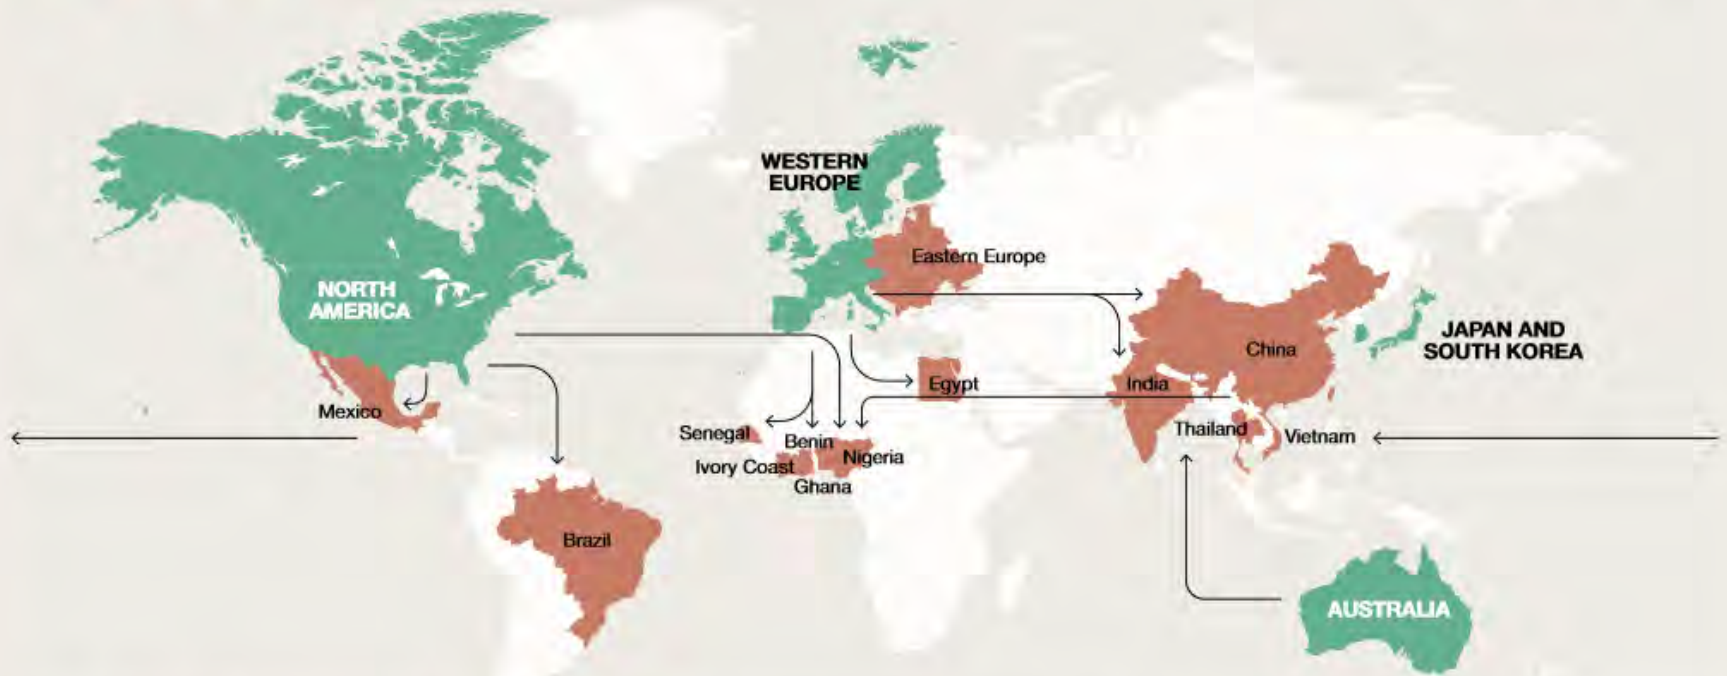 WESTERN
EUROPE
Eastern Europe
NORTH
AMERICA
JAPAN AND
SOUTH KOREA
China
Mexico
Egypt
India
Senegal
Benin
Thailand
Vietnam
Ivory Coast
Nigeria
Ghana
Brazil
AUSTRALIA